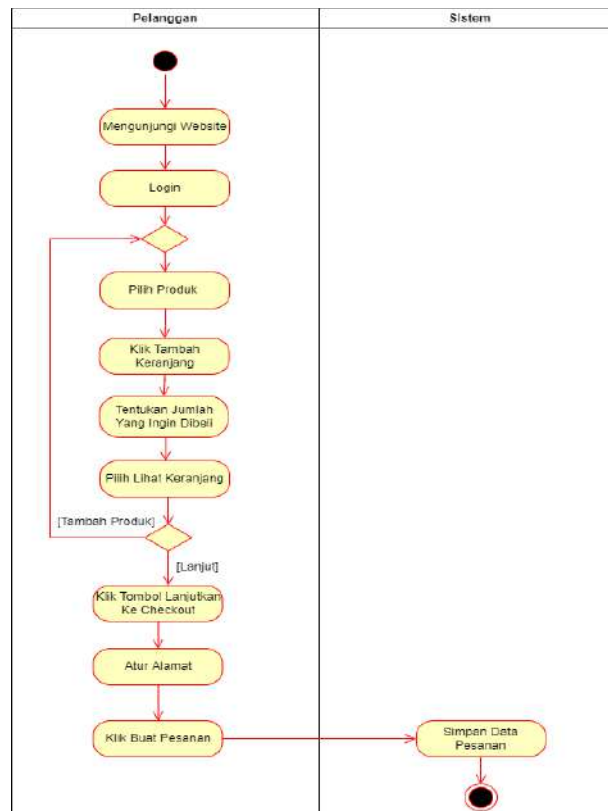 Pelanggan
Sistem
Mengunjungi Website
Login
Pilih Produk
Klik Tambah
Keranjang
Tentukan Jumlah
Yang Ingin Dibeli
Pilih Lihat Keranjang
[Tambah Produk]
[Lanjut]
Klik Tombol Lanjutkan
Ke Checkout
Atur Alamat
Klik Buat Pesanan
Simpan Data
Pesanan